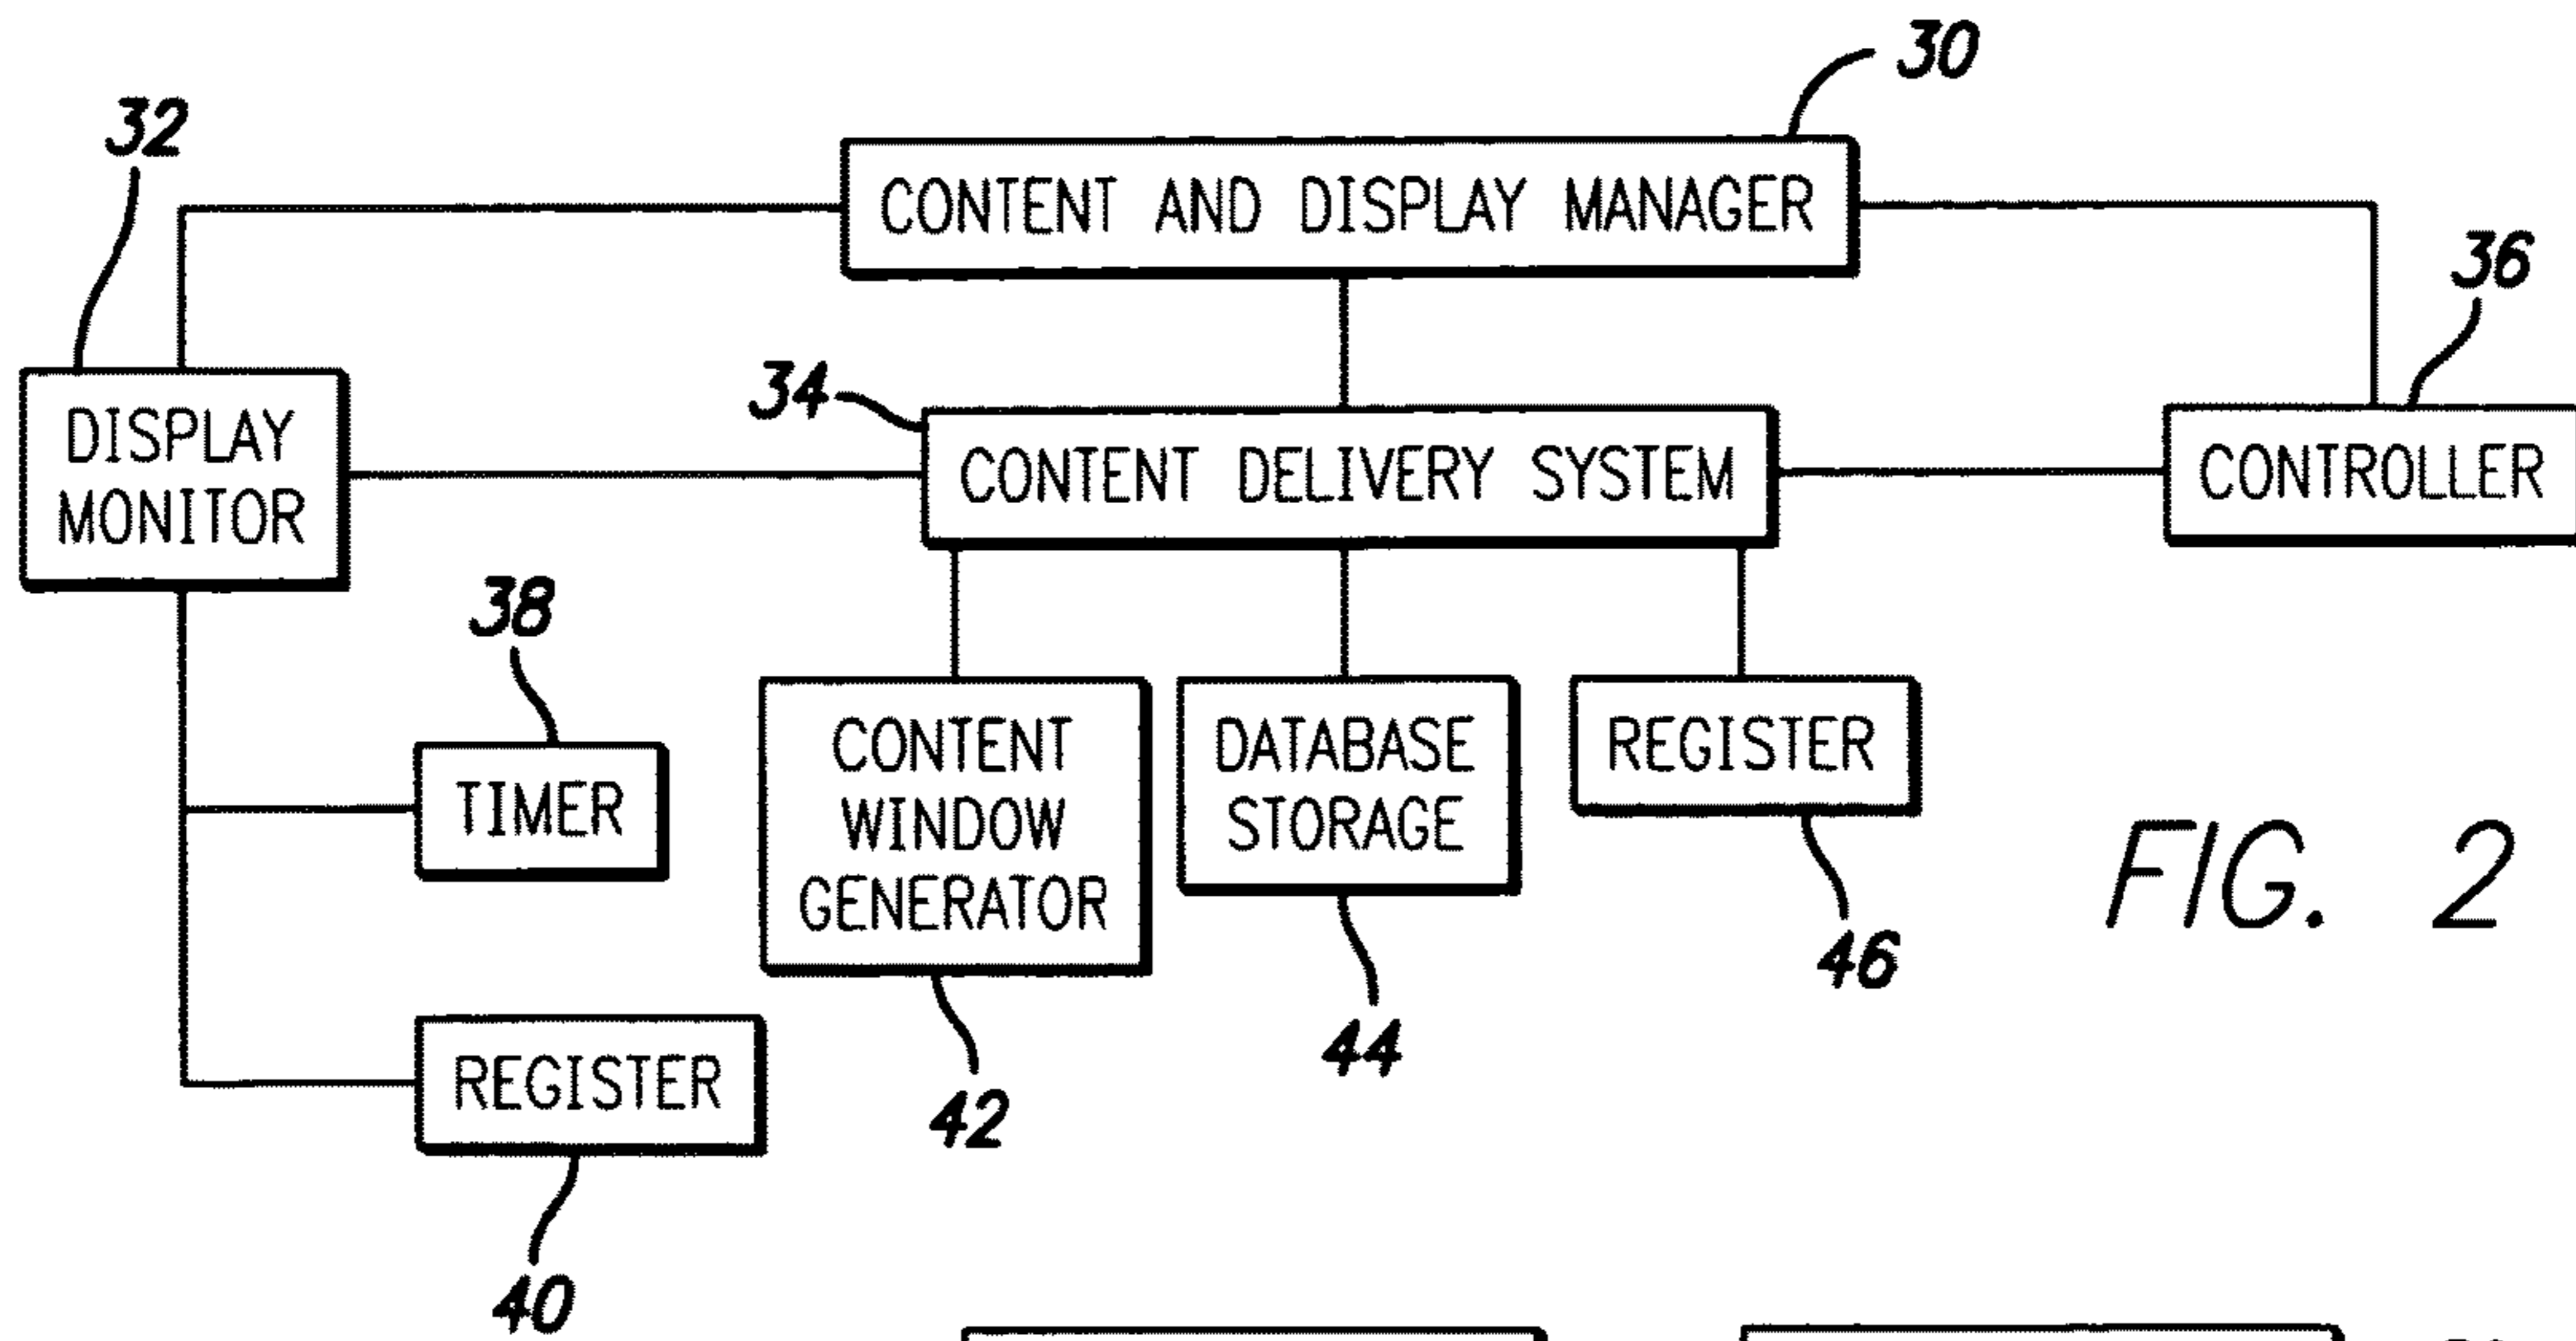 30
32
CONTENT AND DISPLAY MANAGER
36
34
DISPLAY
MONITOR
CONTENT DELIVERY SYSTEM
CONTROLLER
38
TIMER
CONTENT
WINDOW
GENERATOR
DATABASE
STORAGE
REGISTER
FIG. 2
46
44
42
REGISTER
40